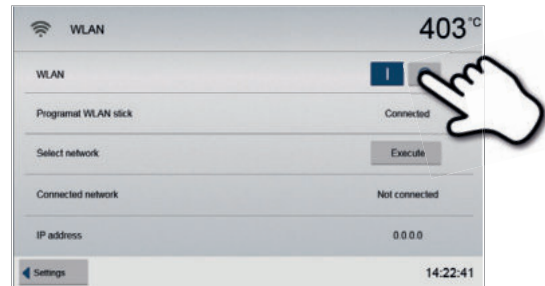 WLAN 403°C
WLAN I
Programat WLAN stick Connected
Select network Execute
Connected network Not connected
IP address 0.0.0.0
Settings 14:22:41